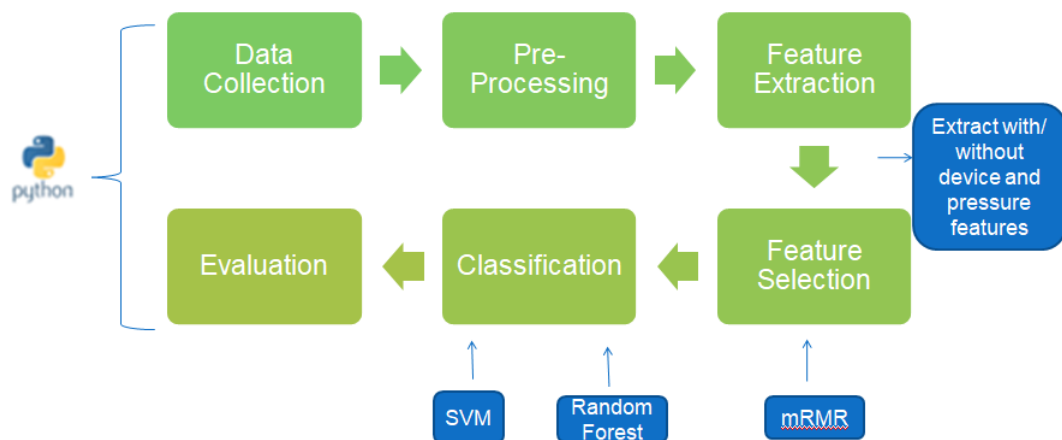 Data
Collection
Pre-
Processing
Feature
Extraction
Extract with/
without
device and
pressure
features
python
Evaluation
Classification
Feature
Selection
SVM
Random
Forest
mRMR